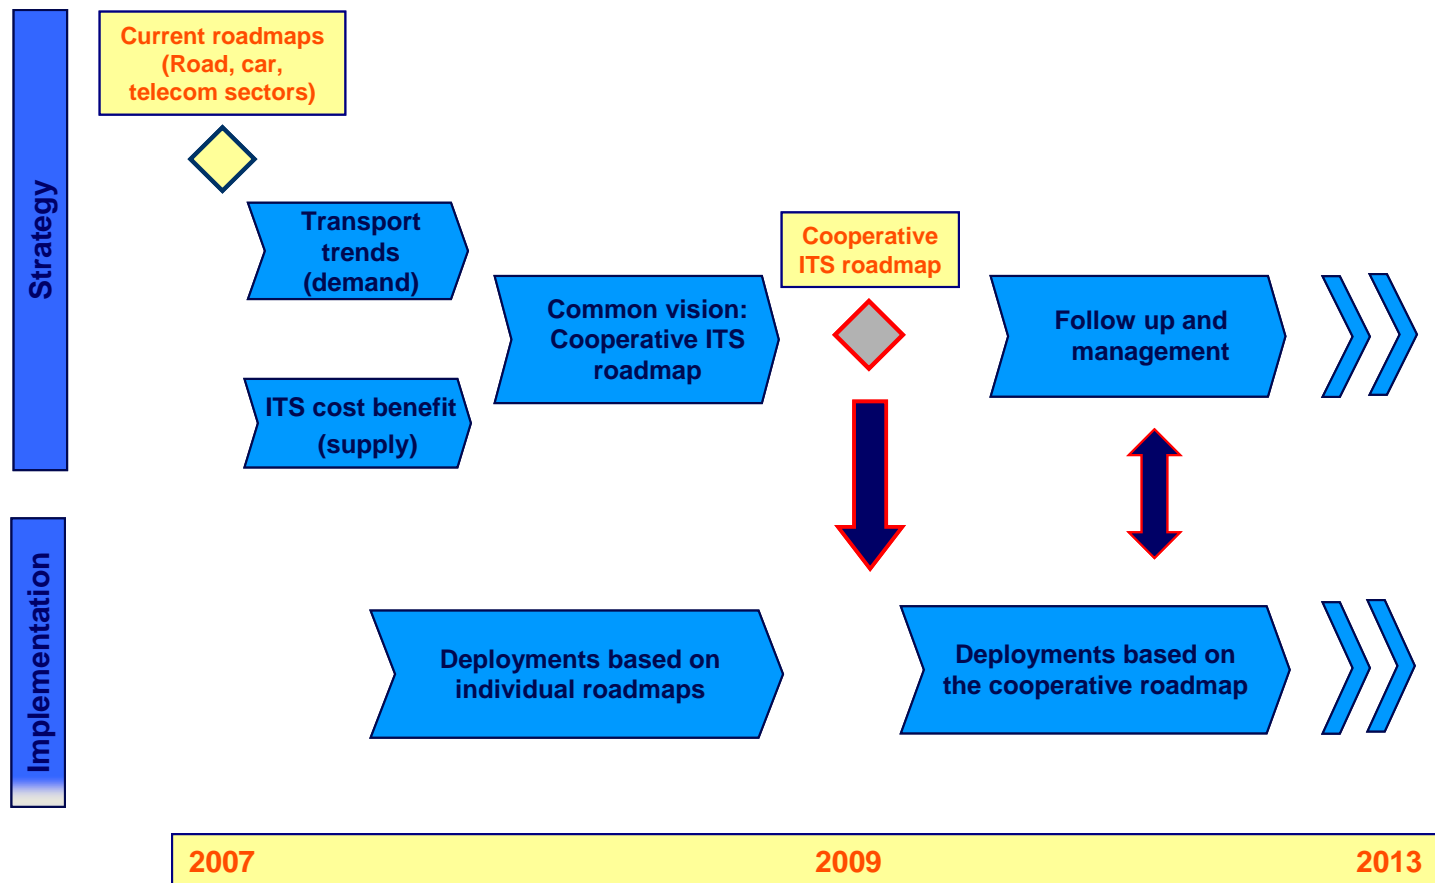 Strategy
Current roadmaps
(Road, car,
telecom sectors)
Transport
trends
(demand)
ITS cost benefit
(supply)
Common vision:
Cooperative ITS
roadmap
Cooperative
ITS roadmap
Follow up and
management
Implementation
Deployments based on
individual roadmaps
Deployments based on
the cooperative roadmap
2007
2009
2013